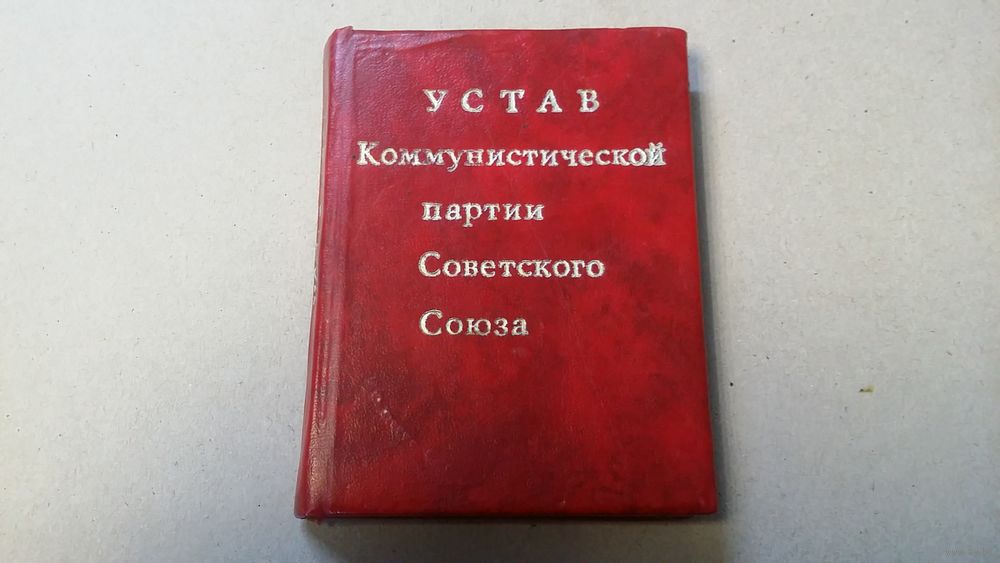 УСТАВ
Коммунистической
партии
Советского
Союза